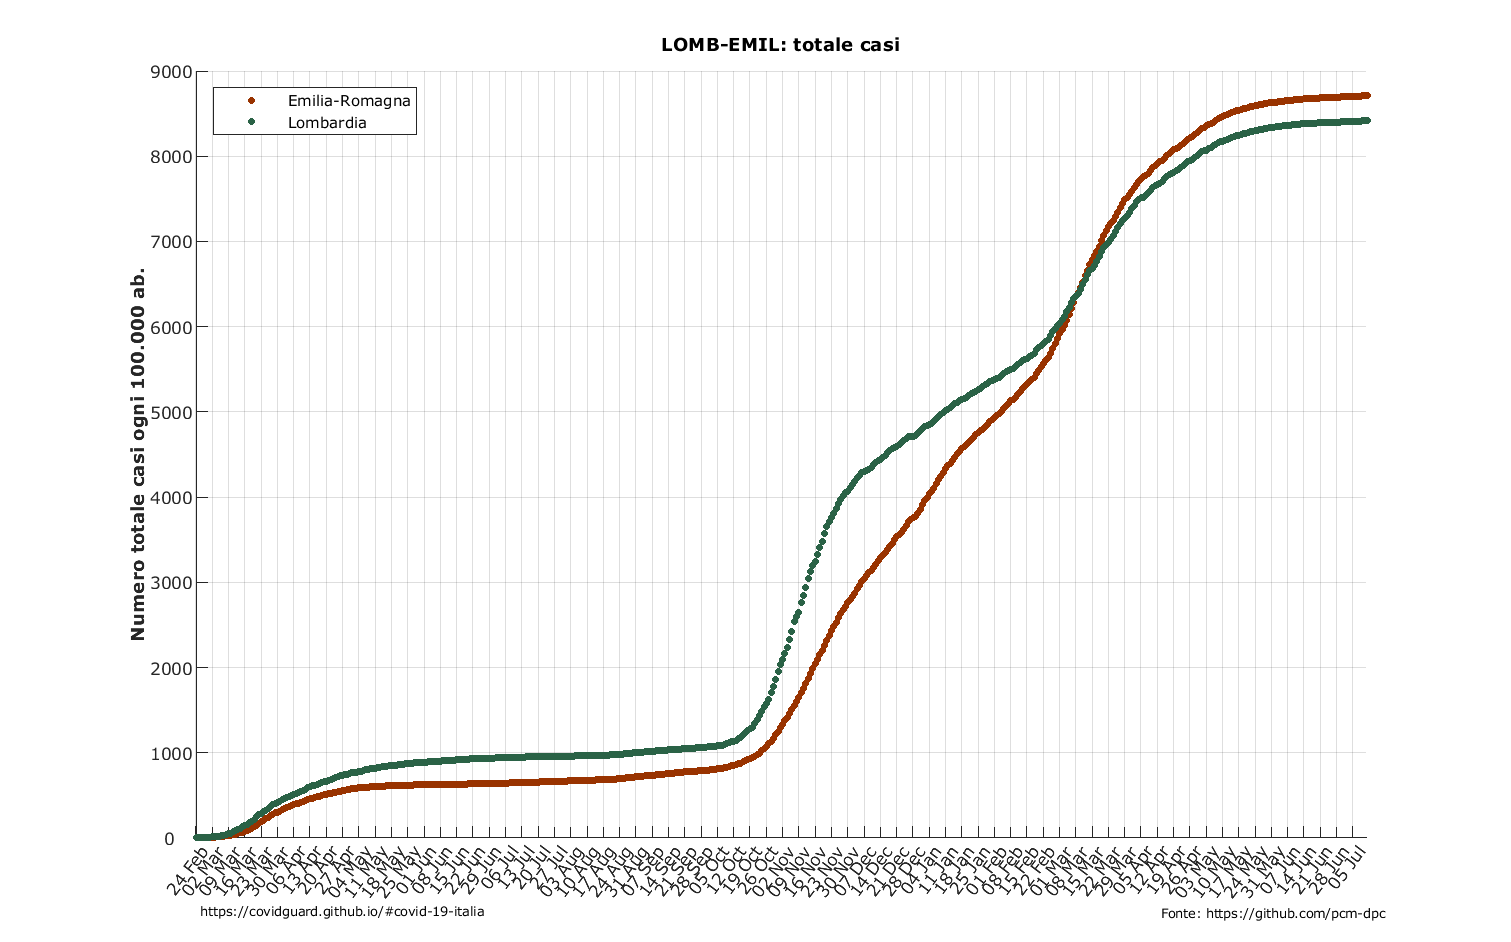 LOMB-EMIL: totale casi
Numero totale casi ogni 100.000 ab.
9000
8000
7000
6000
5000
4000
3000
2000
1000
0
Emilia-Romagna
Lombardia
24 Feb
02 Mar
09 Mar
16 Mar
23 Mar
30 Mar
06 Apr
13 Apr
20 Apr
27 Apr
04 May
11 May
18 May
25 May
01 Jun
08 Jun
15 Jun
22 Jun
29 Jun
06 Jul
13 Jul
20 Jul
27 Jul
03 Aug
10 Aug
17 Aug
24 Aug
31 Aug
07 Sep
14 Sep
21 Sep
28 Sep
05 Oct
12 Oct
19 Oct
26 Oct
02 Nov
09 Nov
16 Nov
23 Nov
30 Nov
07 Dec
14 Dec
21 Dec
28 Dec
04 Jan
11 Jan
18 Jan
25 Jan
01 Feb
08 Feb
15 Feb
22 Feb
01 Mar
08 Mar
15 Mar
22 Mar
29 Mar
05 Apr
12 Apr
19 Apr
26 Apr
03 May
10 May
17 May
24 May
31 May
07 Jun
14 Jun
21 Jun
28 Jun
05 Jul
https://covidguard.github.io/#covid-19-italia
Fonte: https://github.com/pcm-dpc